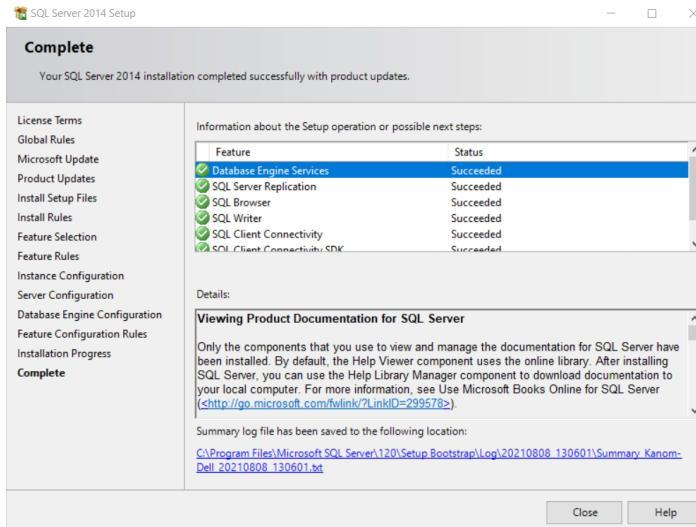 SQL Server 2014 Setup
Complete
Your SQL Server 2014 installation completed successfully with product updates.
License Terms
Global Rules
Microsoft Update
Product Updates
Install Setup Files
Install Rules
Feature Selection
Feature Rules
Instance Configuration
Server Configuration
Database Engine Configuration
Feature Configuration Rules
Installation Progress
Complete
Information about the Setup operation or possible next steps:
Feature Status
Database Engine Services Succeeded
SQL Server Replication Succeeded
SQL Browser Succeeded
SQL Writer Succeeded
SQL Client Connectivity Succeeded
SQL Client Connectivity SDK Succeeded
Details:
Viewing Product Documentation for SQL Server
Only the components that you use to view and manage the documentation for SQL Server have
been installed. By default, the Help Viewer component uses the online library. After installing
SQL Server, you can use the Help Library Manager component to download documentation to
your local computer. For more information, see Use Microsoft Books Online for SQL Server
(<http://go.microsoft.com/fwlink/?LinkID=299578>).
Summary log file has been saved to the following location:
C:\Program Files\Microsoft SQL Server\120\Setup Bootstrap\Log\20210808_130601\Summary_Kanom-
Dell_20210808_130601.txt
Close Help